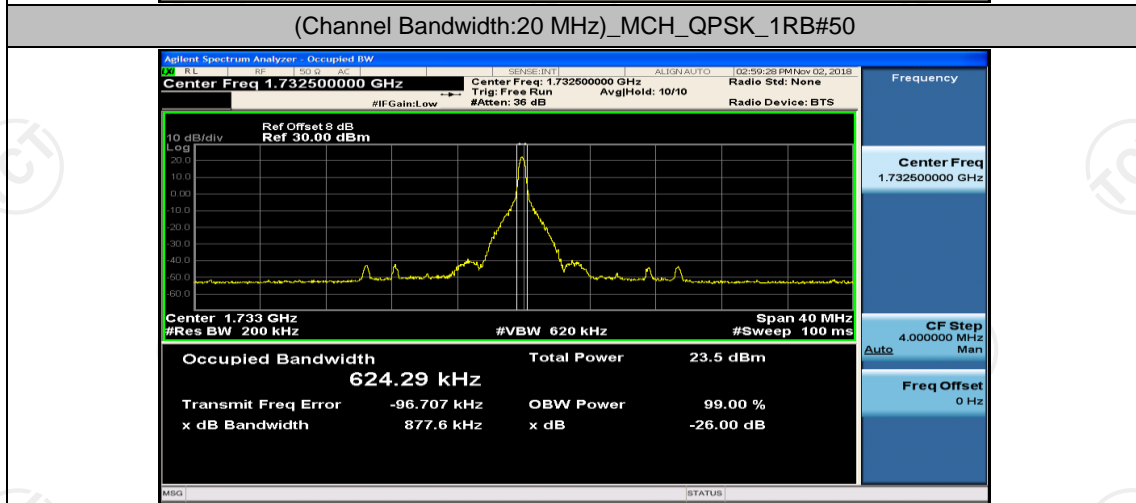 (Channel Bandwidth:20 MHz)_MCH_QPSK_1RB#50
Agilent Spectrum Analyzer - Occupied BW
LXI RL RF 50 Ω AC SENSE:INT ALIGN AUTO 02:59:28 PM Nov 02, 2018
Center Freq 1.732500000 GHz Center Freq: 1.732500000 GHz Radio Std: None Frequency
Trig: Free Run Avg|Hold: 10/10
#IFGain:Low #Atten: 36 dB Radio Device: BTS
Ref Offset 8 dB
10 dB/div Ref 30.00 dBm
Log
20.0
10.0
0.00
-10.0
-20.0
-30.0
-40.0
-50.0
-60.0
Center Freq
1.732500000 GHz
Center 1.733 GHz Span 40 MHz
#Res BW 200 kHz #VBW 620 kHz #Sweep 100 ms
CF Step
4.000000 MHz
Auto Man
Freq Offset
0 Hz
Occupied Bandwidth Total Power 23.5 dBm
624.29 kHz
Transmit Freq Error -96.707 kHz OBW Power 99.00 %
x dB Bandwidth 877.6 kHz x dB -26.00 dB
MSG STATUS
TCT